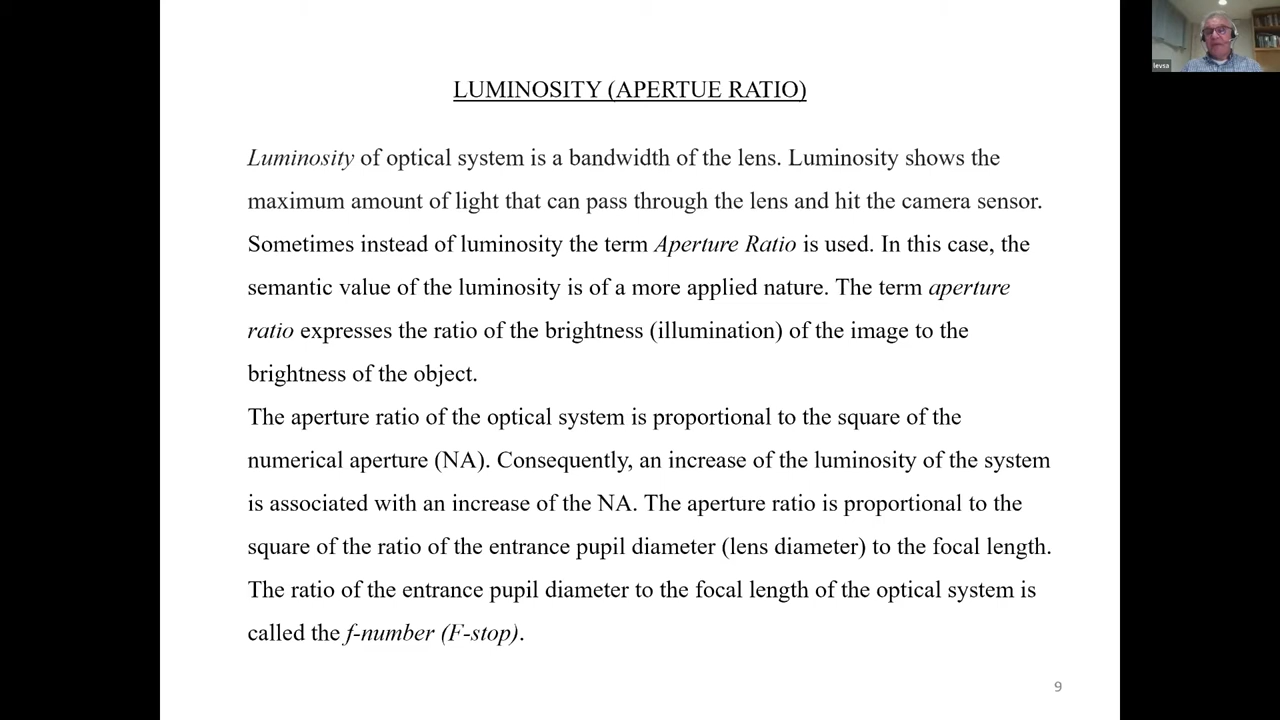 LUMINOSITY (APERTUE RATIO)
Luminosity of optical system is a bandwidth of the lens. Luminosity shows the
maximum amount of light that can pass through the lens and hit the camera sensor.
Sometimes instead of luminosity the term Aperture Ratio is used. In this case, the
semantic value of the luminosity is of a more applied nature. The term aperture
ratio expresses the ratio of the brightness (illumination) of the image to the
brightness of the object.
The aperture ratio of the optical system is proportional to the square of the
numerical aperture (NA). Consequently, an increase of the luminosity of the system
is associated with an increase of the NA. The aperture ratio is proportional to the
square of the ratio of the entrance pupil diameter (lens diameter) to the focal length.
The ratio of the entrance pupil diameter to the focal length of the optical system is
called the f-number (F-stop).
9
levsa